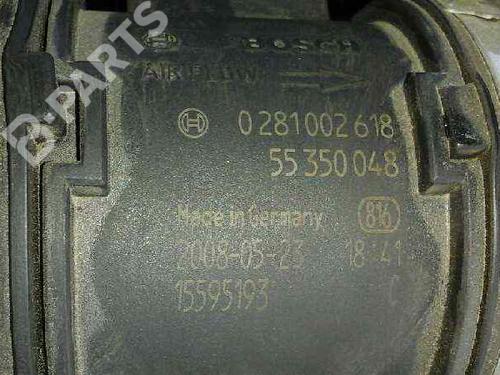 BOSCH
AIR FLOW
0 281 002 618
55 350 048
Made in Germany
816
2008-05-23 18:41
15595193 C
B-PARTS